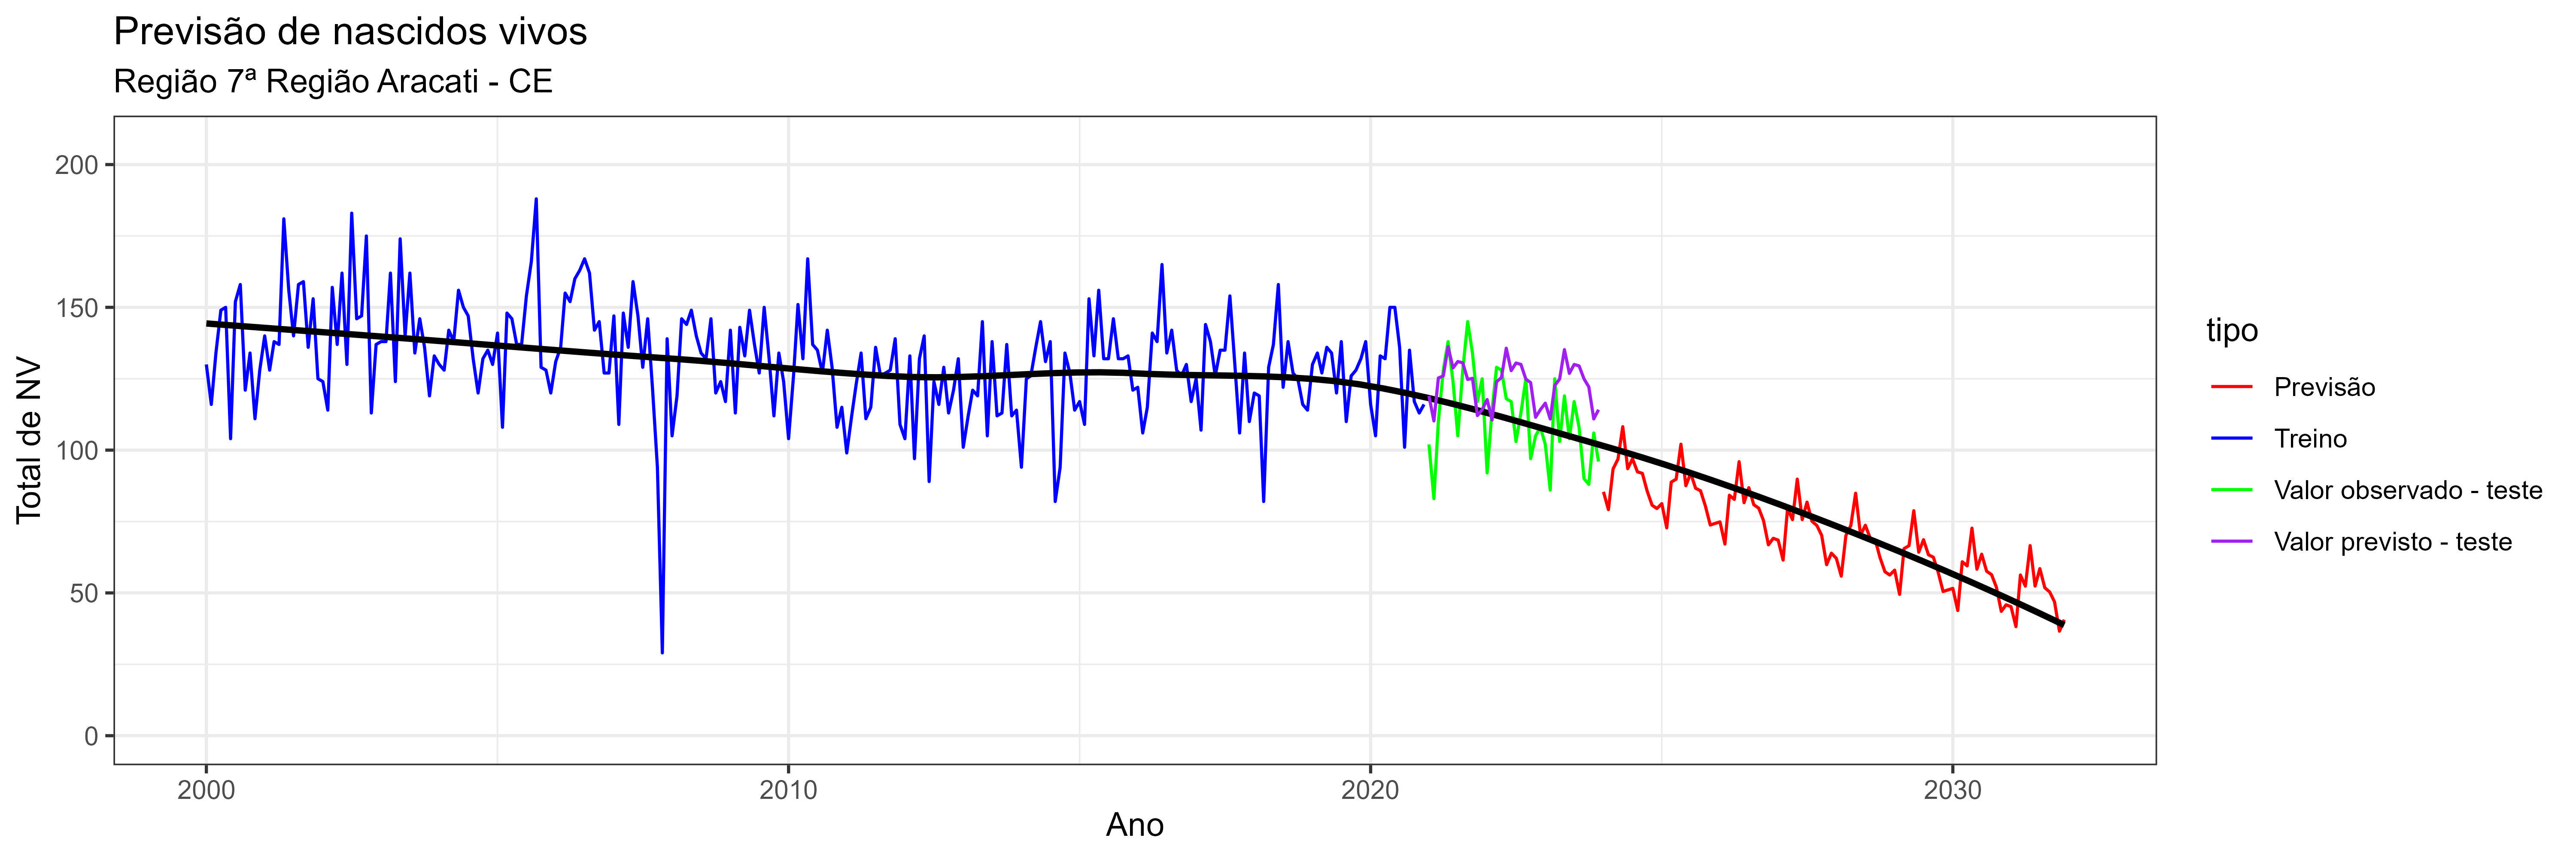 Previsão de nascidos vivos
Região 7ª Região Aracati - CE
Total de NV
200
150
100
50
0
2000
2010
2020
2030
Ano
tipo
Previsão
Treino
Valor observado - teste
Valor previsto - teste